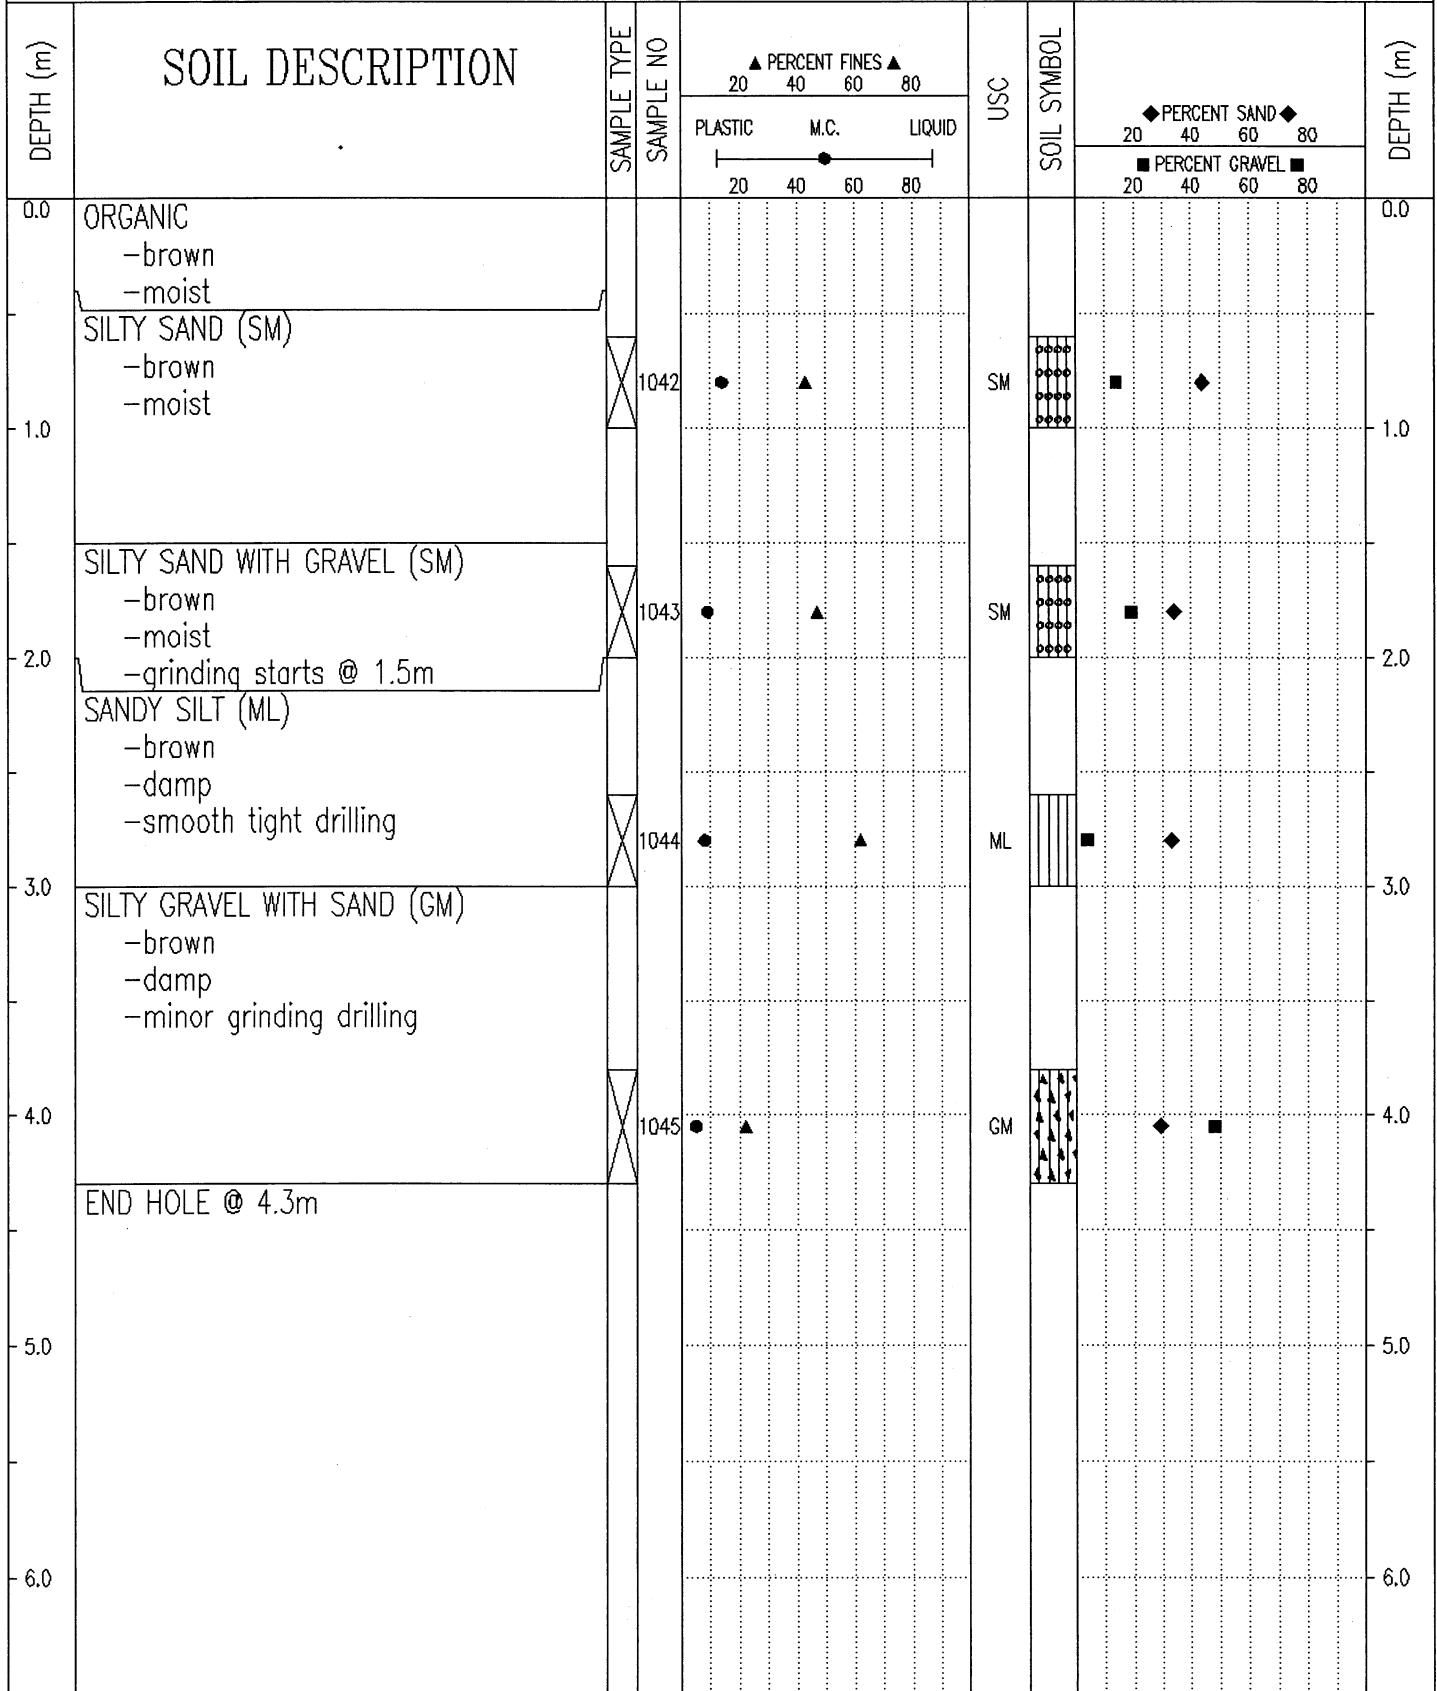 DEPTH (m)
SOIL DESCRIPTION
SAMPLE TYPE
SAMPLE NO
▲ PERCENT FINES ▲
20 40 60 80
PLASTIC M.C. LIQUID
20 40 60 80
USC
SOIL SYMBOL
◆PERCENT SAND◆
20 40 60 80
■ PERCENT GRAVEL ■
20 40 60 80
DEPTH (m)
0.0 0.0
ORGANIC
-brown
-moist
SILTY SAND (SM)
-brown
-moist
1042 SM
1.0 1.0
SILTY SAND WITH GRAVEL (SM)
-brown
-moist
-grinding starts @ 1.5m
1043 SM
2.0 2.0
SANDY SILT (ML)
-brown
-damp
-smooth tight drilling
1044 ML
3.0 3.0
SILTY GRAVEL WITH SAND (GM)
-brown
-damp
-minor grinding drilling
4.0 4.0
1045 GM
END HOLE @ 4.3m
5.0 5.0
6.0 6.0